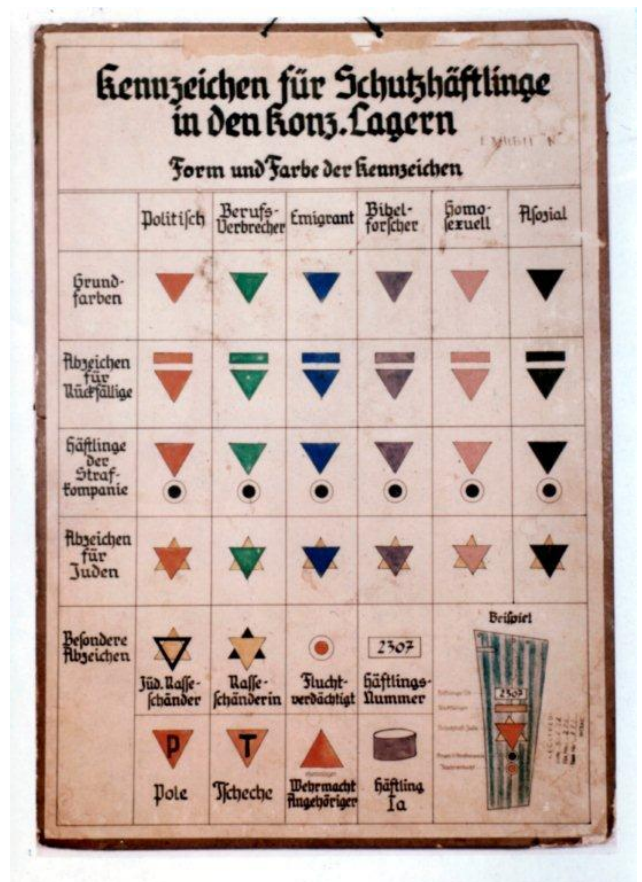 Kennzeichen für Schutzhäftlinge
in den Konz.Lagern
Form und Farbe der Kennzeichen
Politisch
Berufs-
Verbrecher
Emigrant
Bibel-
forscher
Homo-
sexuell
Asozial
Grund-
farben
Abzeichen
für
Rückfällige
Häftlinge
der
Straf-
kompanie
Abzeichen
für
Juden
Besondere
Abzeichen
Jüd. Rasse-
schänder
Rasse-
schänderin
Flucht-
verdächtigt
2307
Häftlings-
Nummer
Beispiel
2307
P
Pole
T
Tscheche
Wehrmacht
Angehöriger
Häftling
Ia